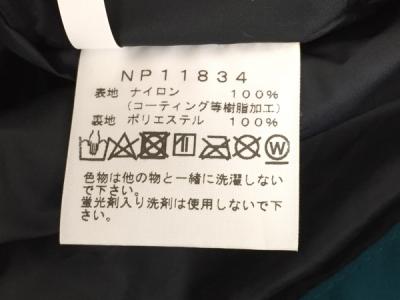 NP11834
表地 ナイロン 100%
(コーティング等樹脂加工)
裏地 ポリエステル 100%
W
色物は他の物と一緒に洗濯しない
で下さい。
蛍光剤入り洗剤は使用しないで下
さい。